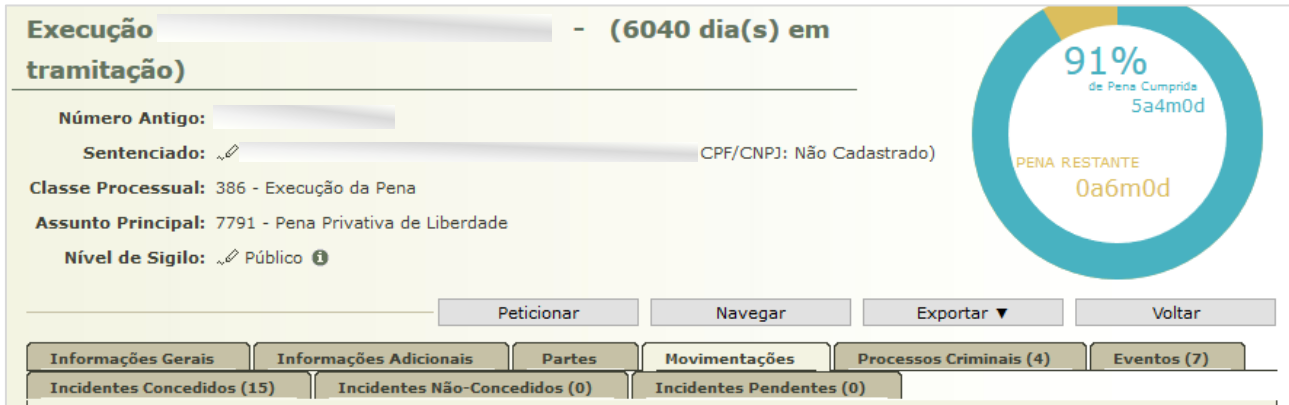 Execução - (6040 dia(s) em
tramitação)
Número Antigo:
Sentenciado: CPF/CNPJ: Não Cadastrado)
Classe Processual: 386 - Execução da Pena
Assunto Principal: 7791 - Pena Privativa de Liberdade
Nível de Sigilo: Público
91%
de Pena Cumprida
5a4m0d
PENA RESTANTE
0a6m0d
Peticionar Navegar Exportar ▼ Voltar
Informações Gerais Informações Adicionais Partes Movimentações Processos Criminais (4) Eventos (7)
Incidentes Concedidos (15) Incidentes Não-Concedidos (0) Incidentes Pendentes (0)